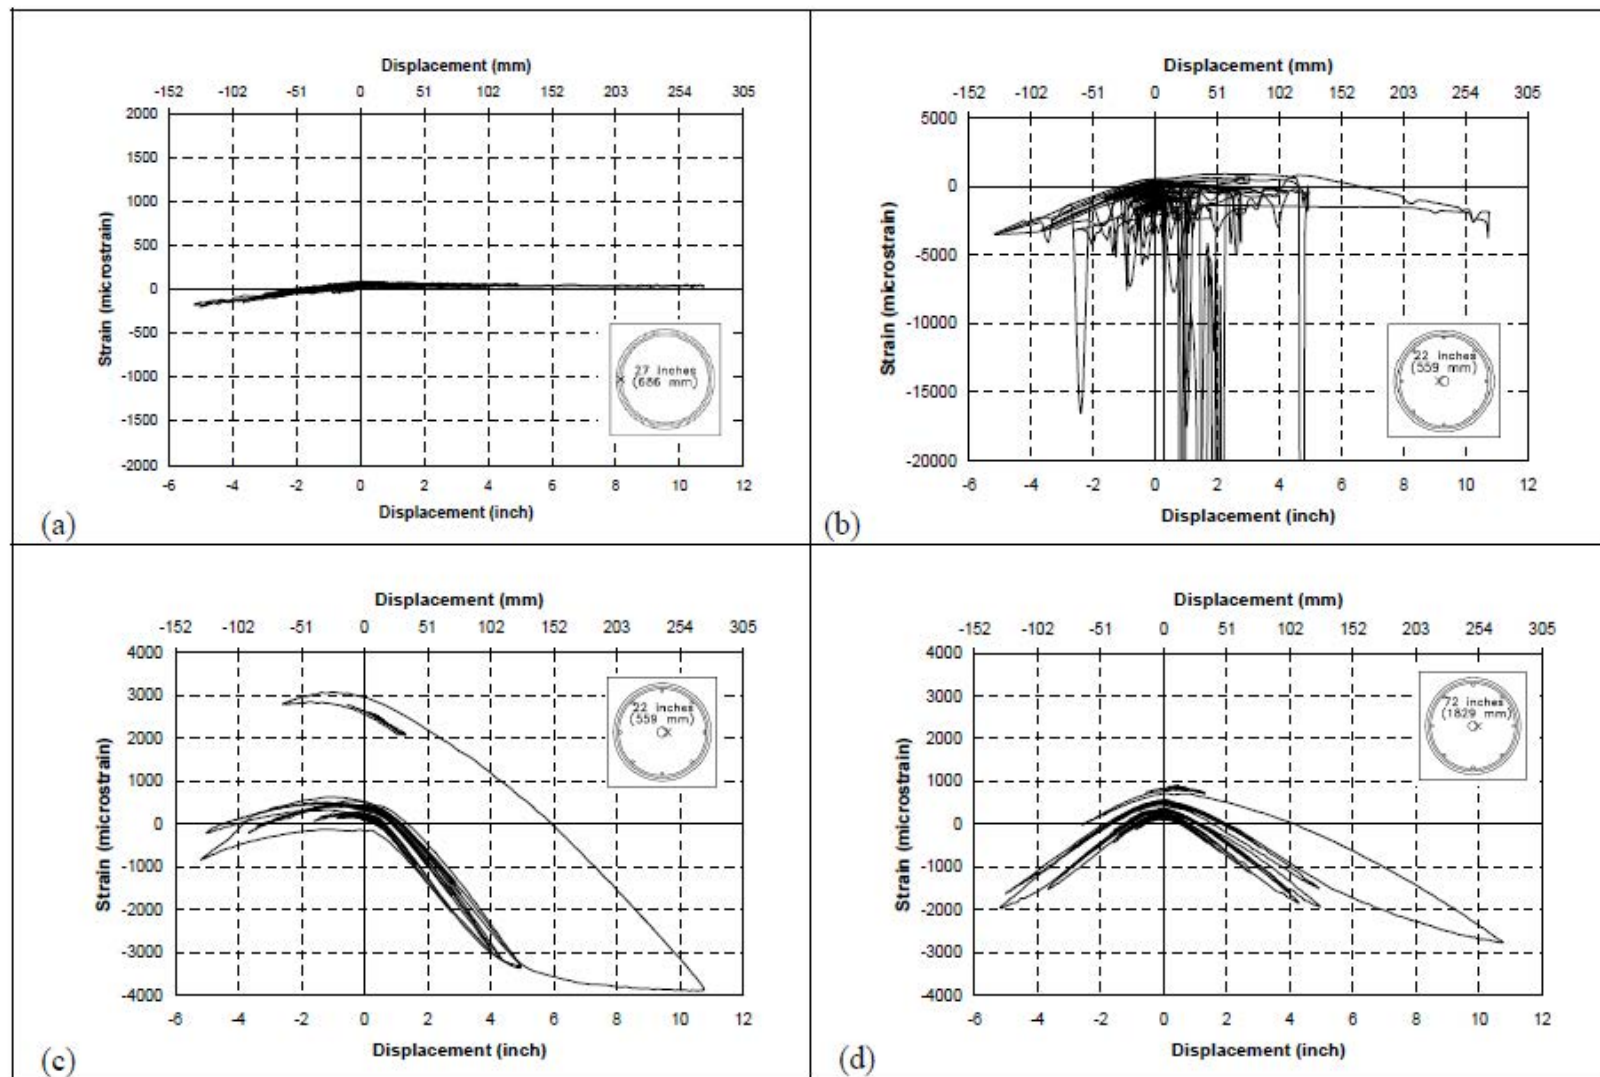 Displacement (mm)
-152 -102 -51 0 51 102 152 203 254 305
2000
1500
1000
500
0
-500
-1000
-1500
-2000
Strain (microstrain)
27 inches
(686 mm)
X
-6 -4 -2 0 2 4 6 8 10 12
Displacement (inch)
(a)
Displacement (mm)
-152 -102 -51 0 51 102 152 203 254 305
5000
0
-5000
-10000
-15000
-20000
Strain (microstrain)
22 inches
(559 mm)
X
-6 -4 -2 0 2 4 6 8 10 12
Displacement (inch)
(b)
Displacement (mm)
-152 -102 -51 0 51 102 152 203 254 305
4000
3000
2000
1000
0
-1000
-2000
-3000
-4000
Strain (microstrain)
22 inches
(559 mm)
X
-6 -4 -2 0 2 4 6 8 10 12
Displacement (inch)
(c)
Displacement (mm)
-152 -102 -51 0 51 102 152 203 254 305
4000
3000
2000
1000
0
-1000
-2000
-3000
-4000
Strain (microstrain)
72 inches
(1829 mm)
X
-6 -4 -2 0 2 4 6 8 10 12
Displacement (inch)
(d)